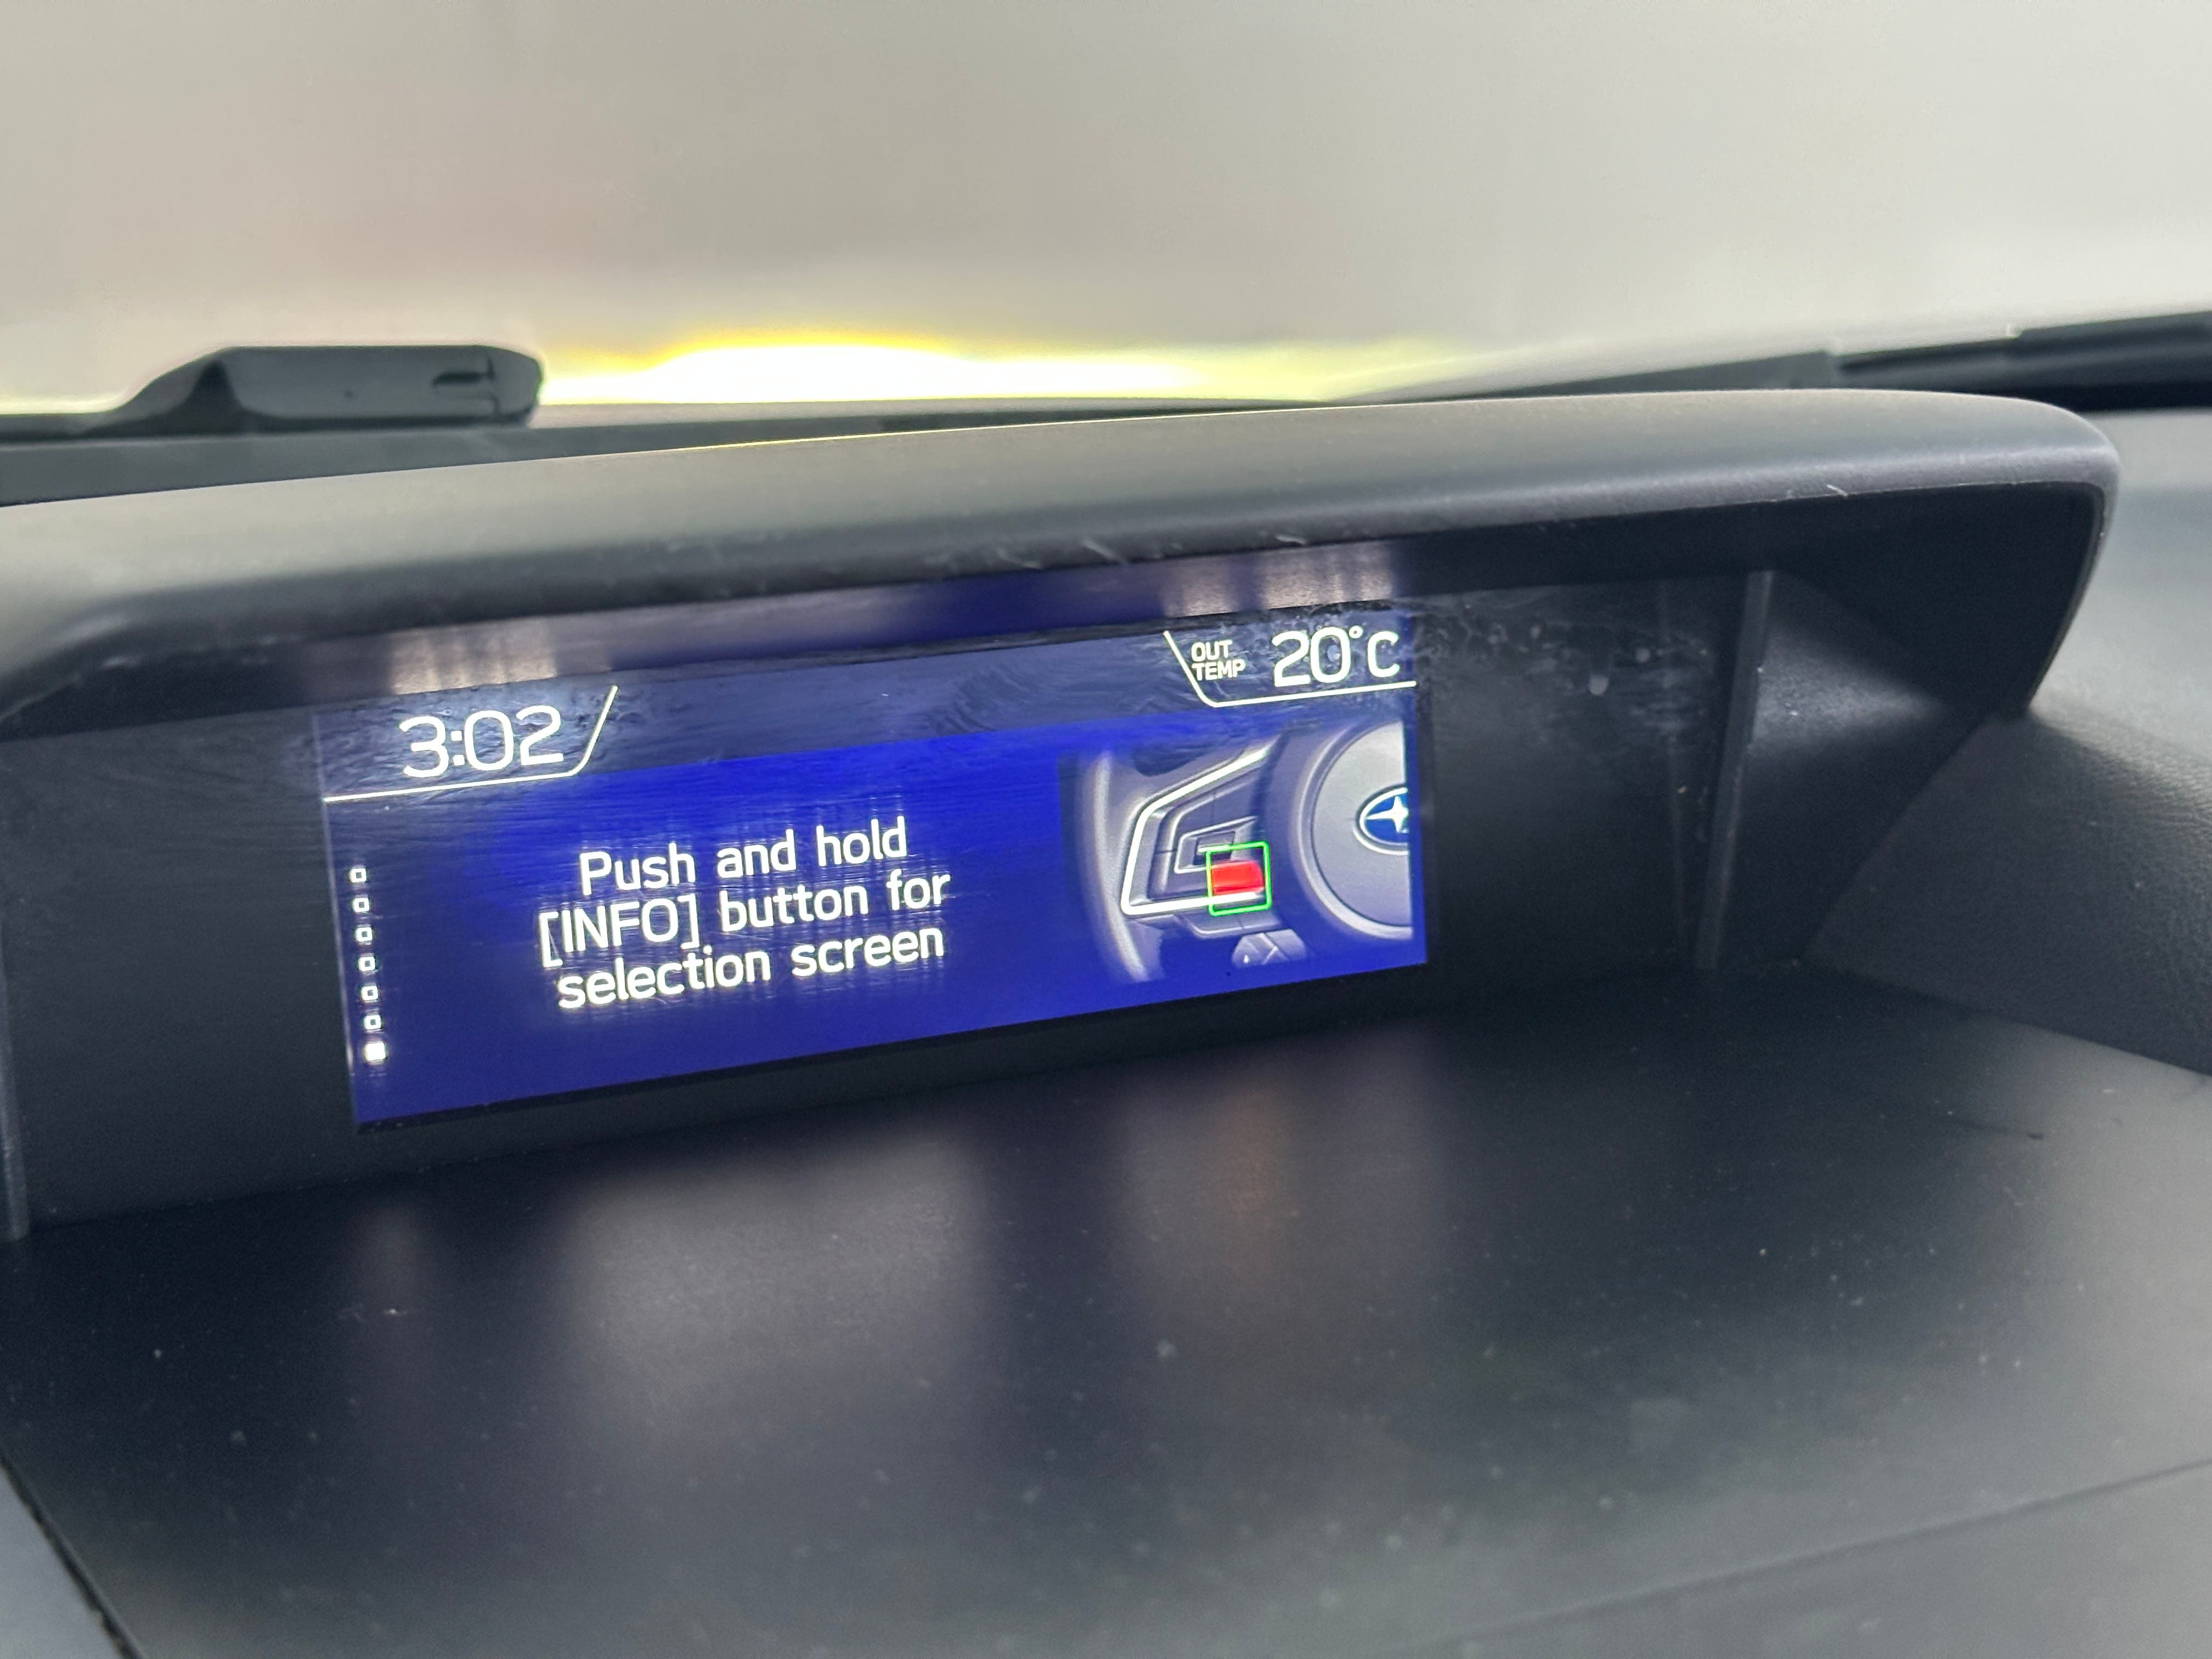 3:02
OUT
TEMP
20°C
Push and hold
[INFO] button for
selection screen